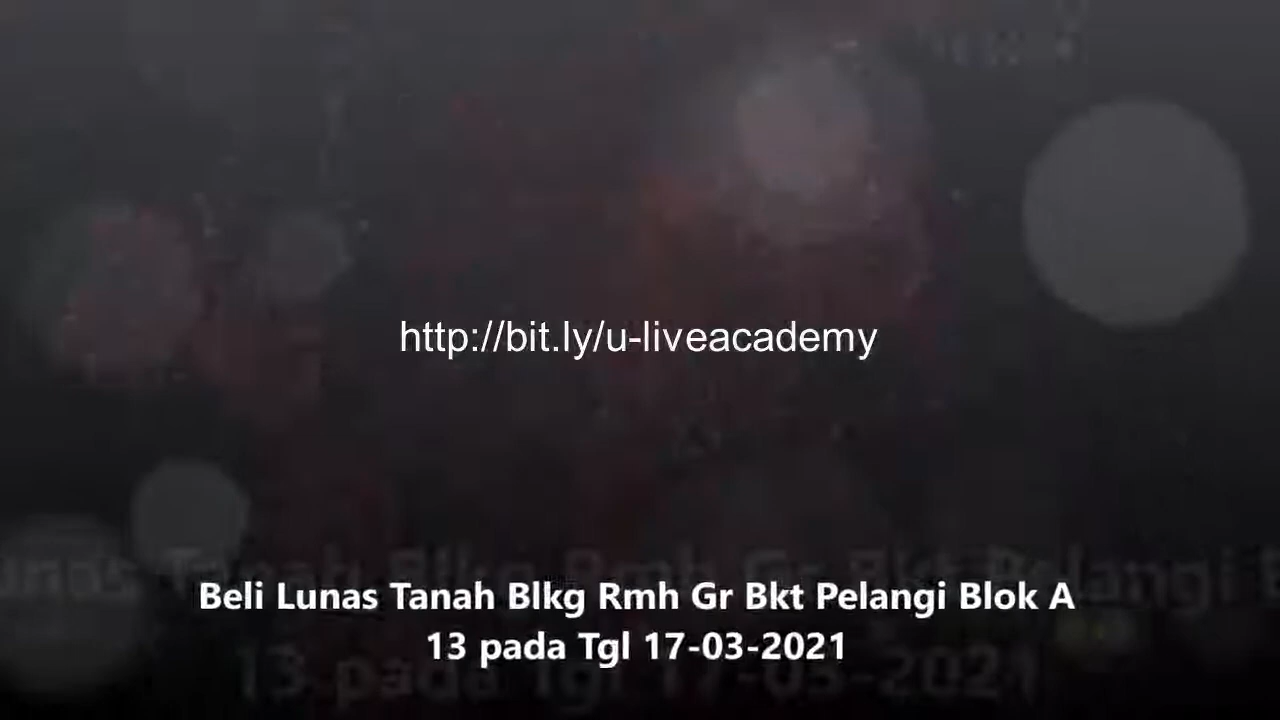 http://bit.ly/u-liveacademy
Beli Lunas Tanah Blkg Rmh Gr Bkt Pelangi Blok A
13 pada Tgl 17-03-2021